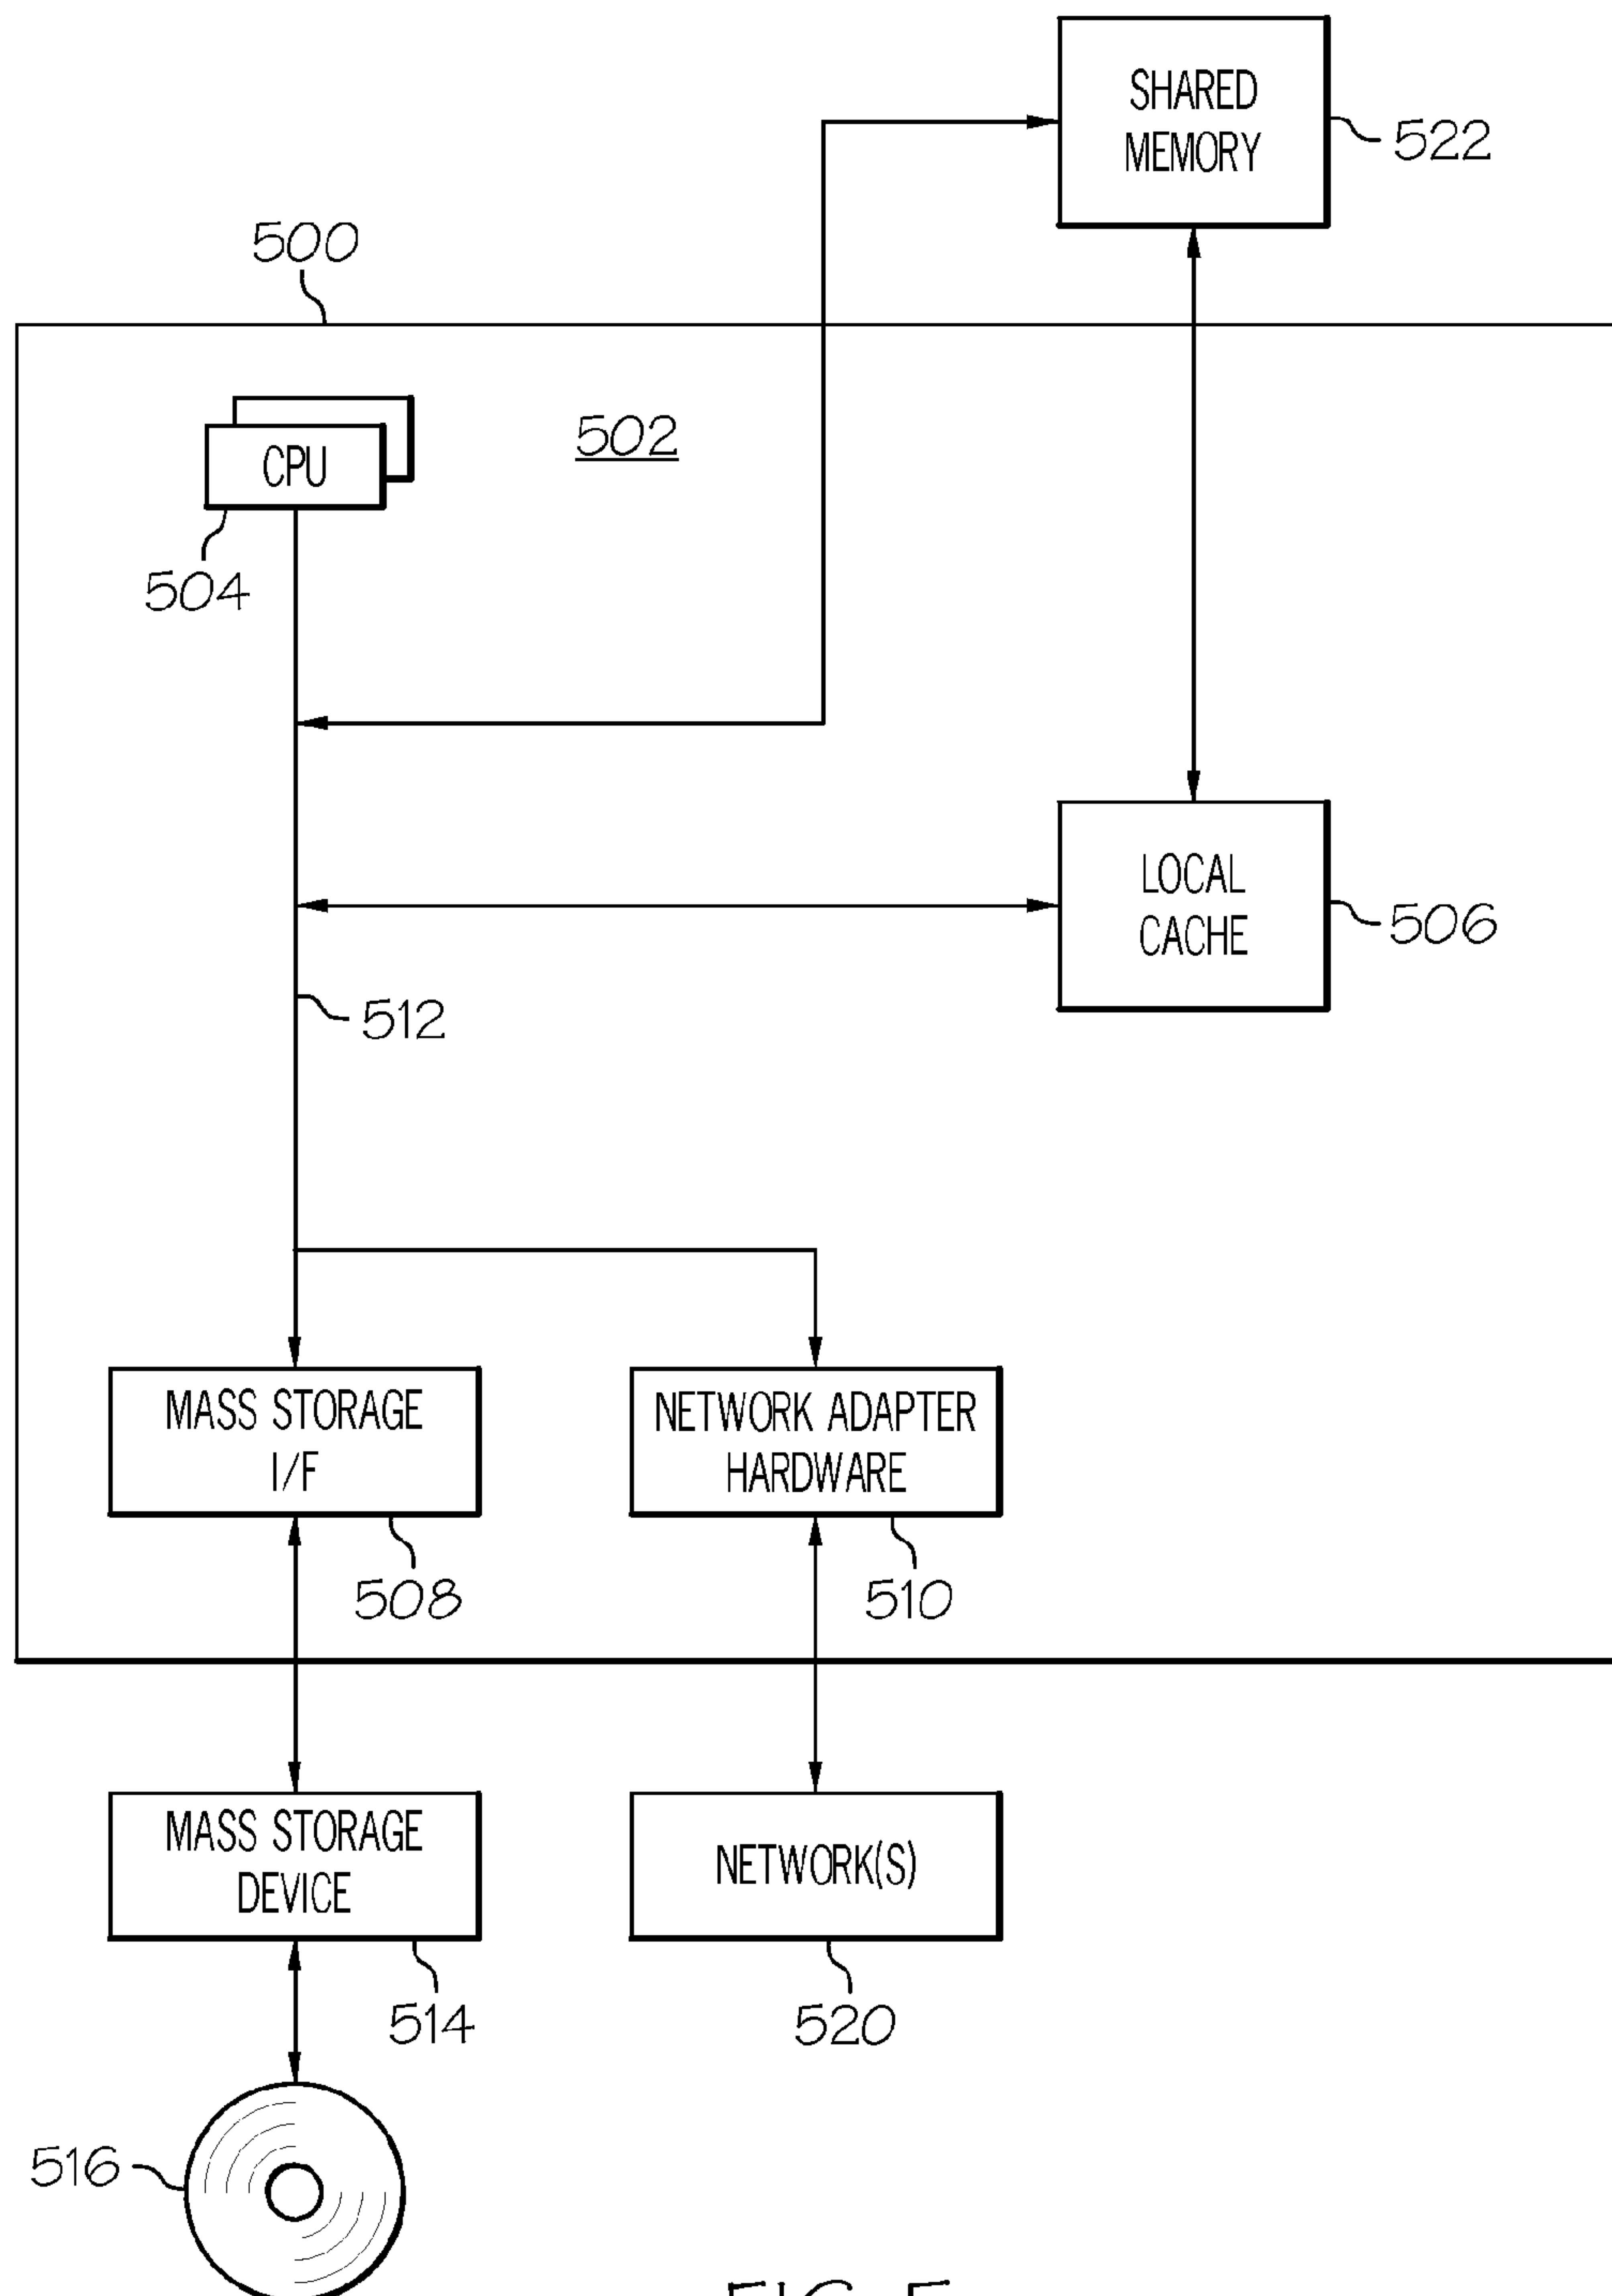 SHARED
MEMORY
522
500
502
CPU
504
LOCAL
CACHE
506
512
MASS STORAGE
I/F
508
NETWORK ADAPTER
HARDWARE
510
MASS STORAGE
DEVICE
514
NETWORK(S)
520
516